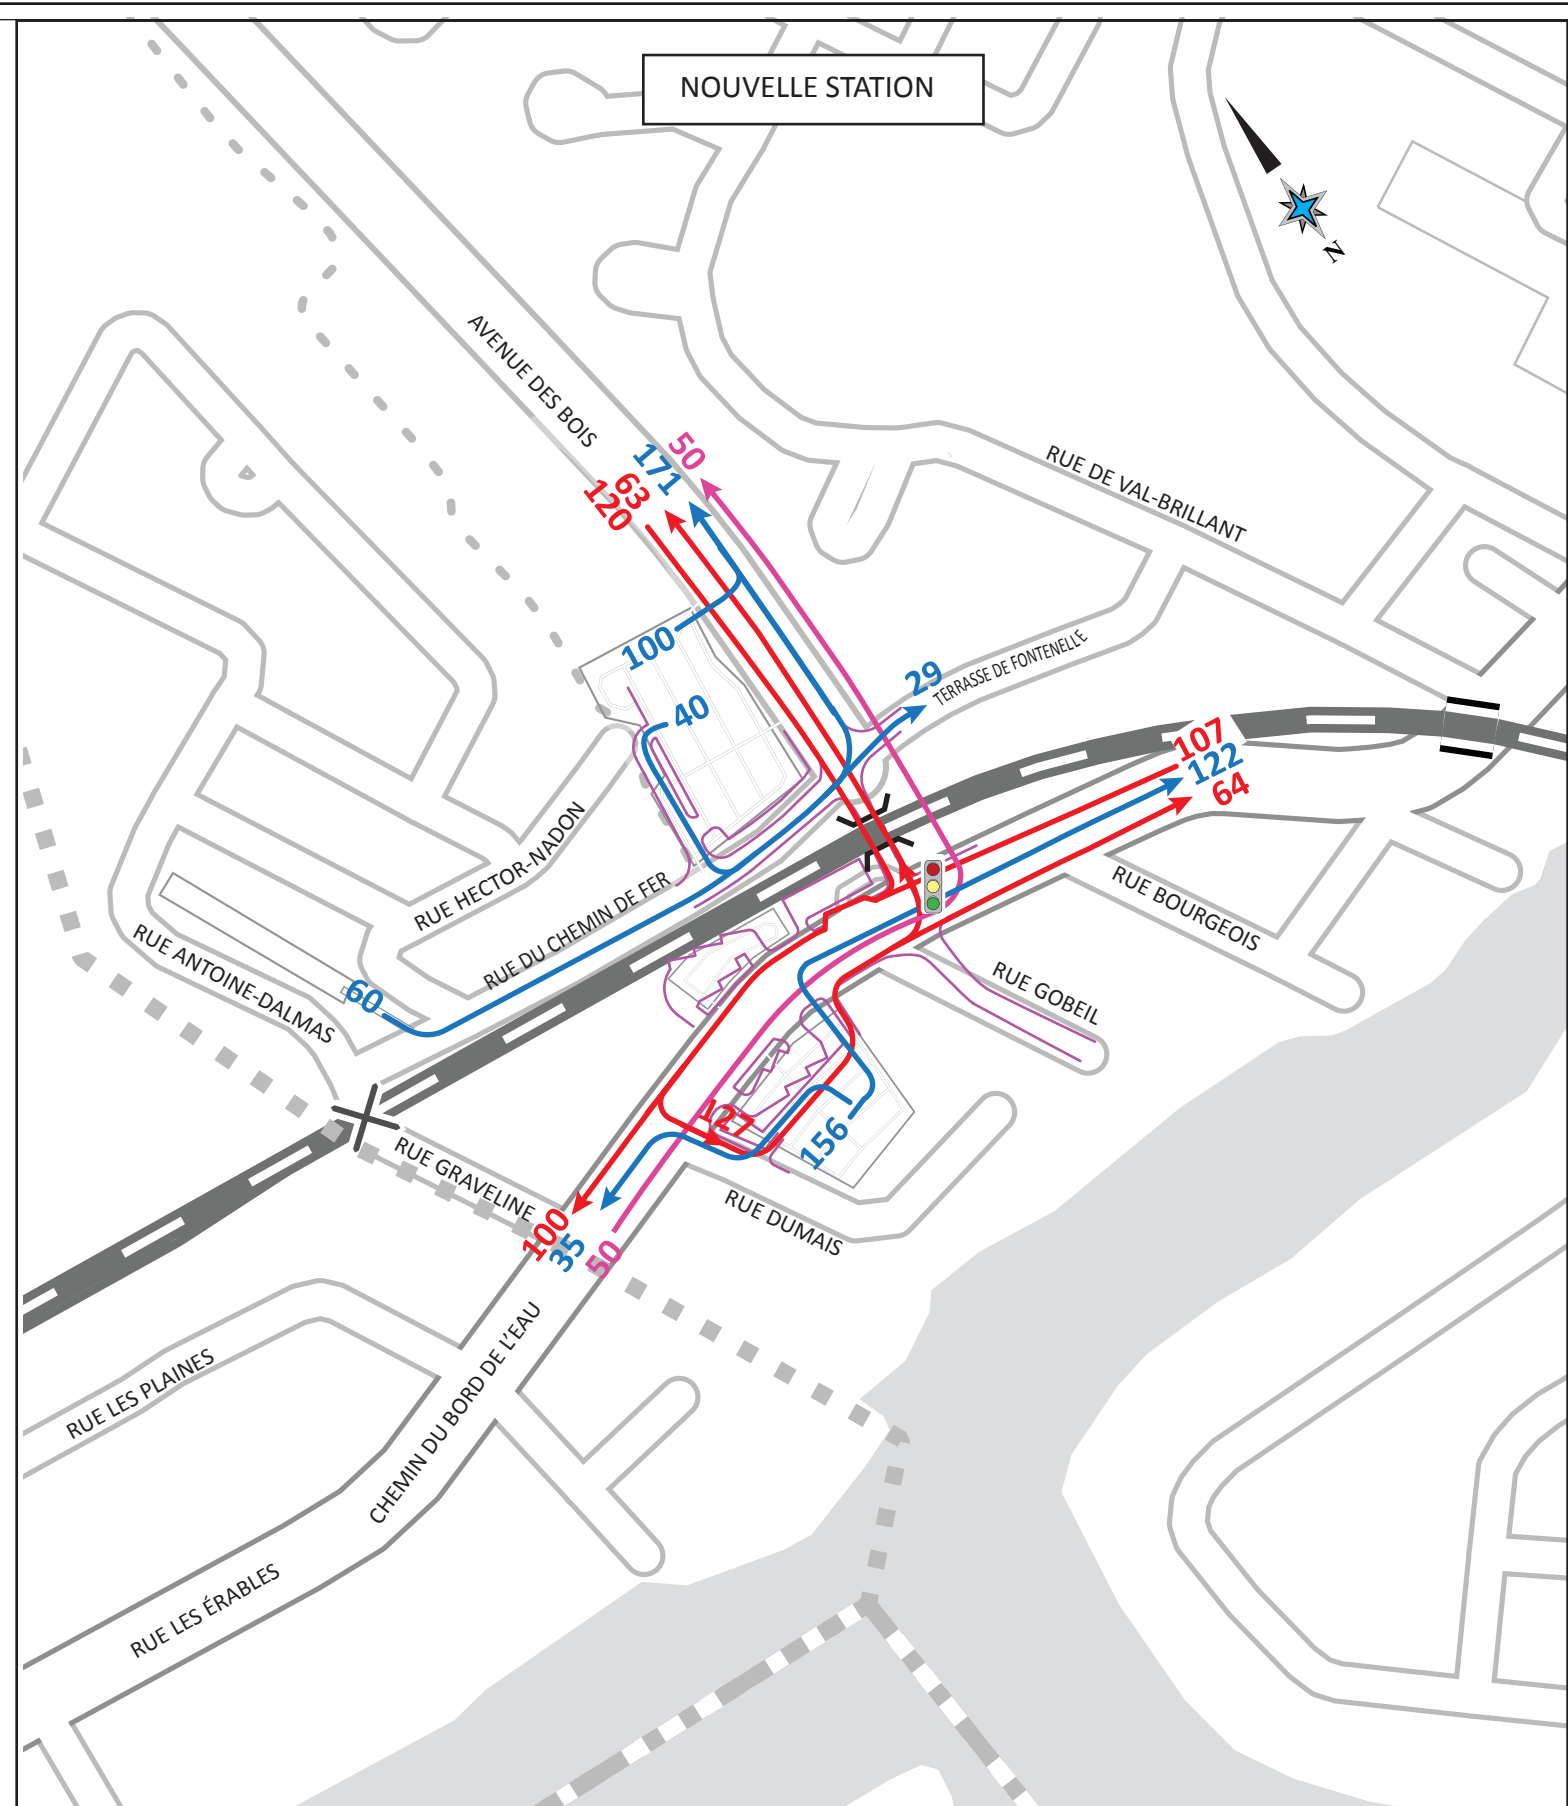 NOUVELLE STATION
N
AVENUE DES BOIS
50
171
63
120
RUE DE VAL-BRILLANT
100
TERRASSE DE FONTENELLE
29
40
107
122
64
RUE HECTOR-NADON
RUE DU CHEMIN DE FER
RUE BOURGEOIS
RUE ANTOINE-DALMAS
60
RUE GOBEIL
127
156
RUE GRAVELINE
RUE DUMAIS
100
35
50
CHEMIN DU BORD DE L'EAU
RUE LES PLAINES
RUE LES ÉRABLES